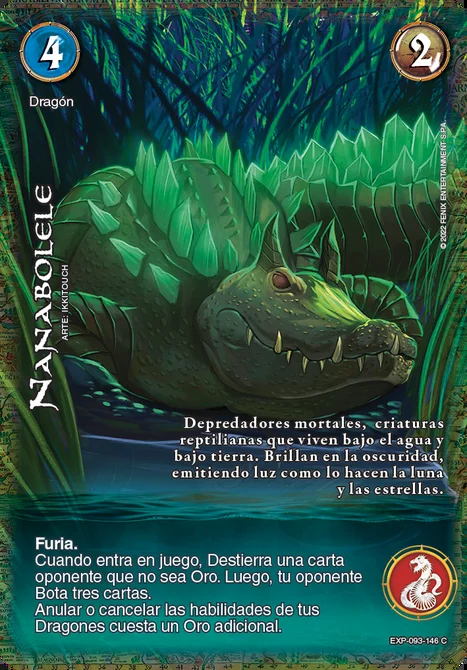 4
2
Dragón
© 2022 FENIX ENTERTAINMENT S.P.A.
NANABOLELE
ARTE: IKKITOUCH
Depredadores mortales, criaturas
reptilianas que viven bajo el agua y
bajo tierra. Brillan en la oscuridad,
emitiendo luz como lo hacen la luna
y las estrellas.
Furia.
Cuando entra en juego, Destierra una carta
oponente que no sea Oro. Luego, tu oponente
Bota tres cartas.
Anular o cancelar las habilidades de tus
Dragones cuesta un Oro adicional.
EXP-093-146 C